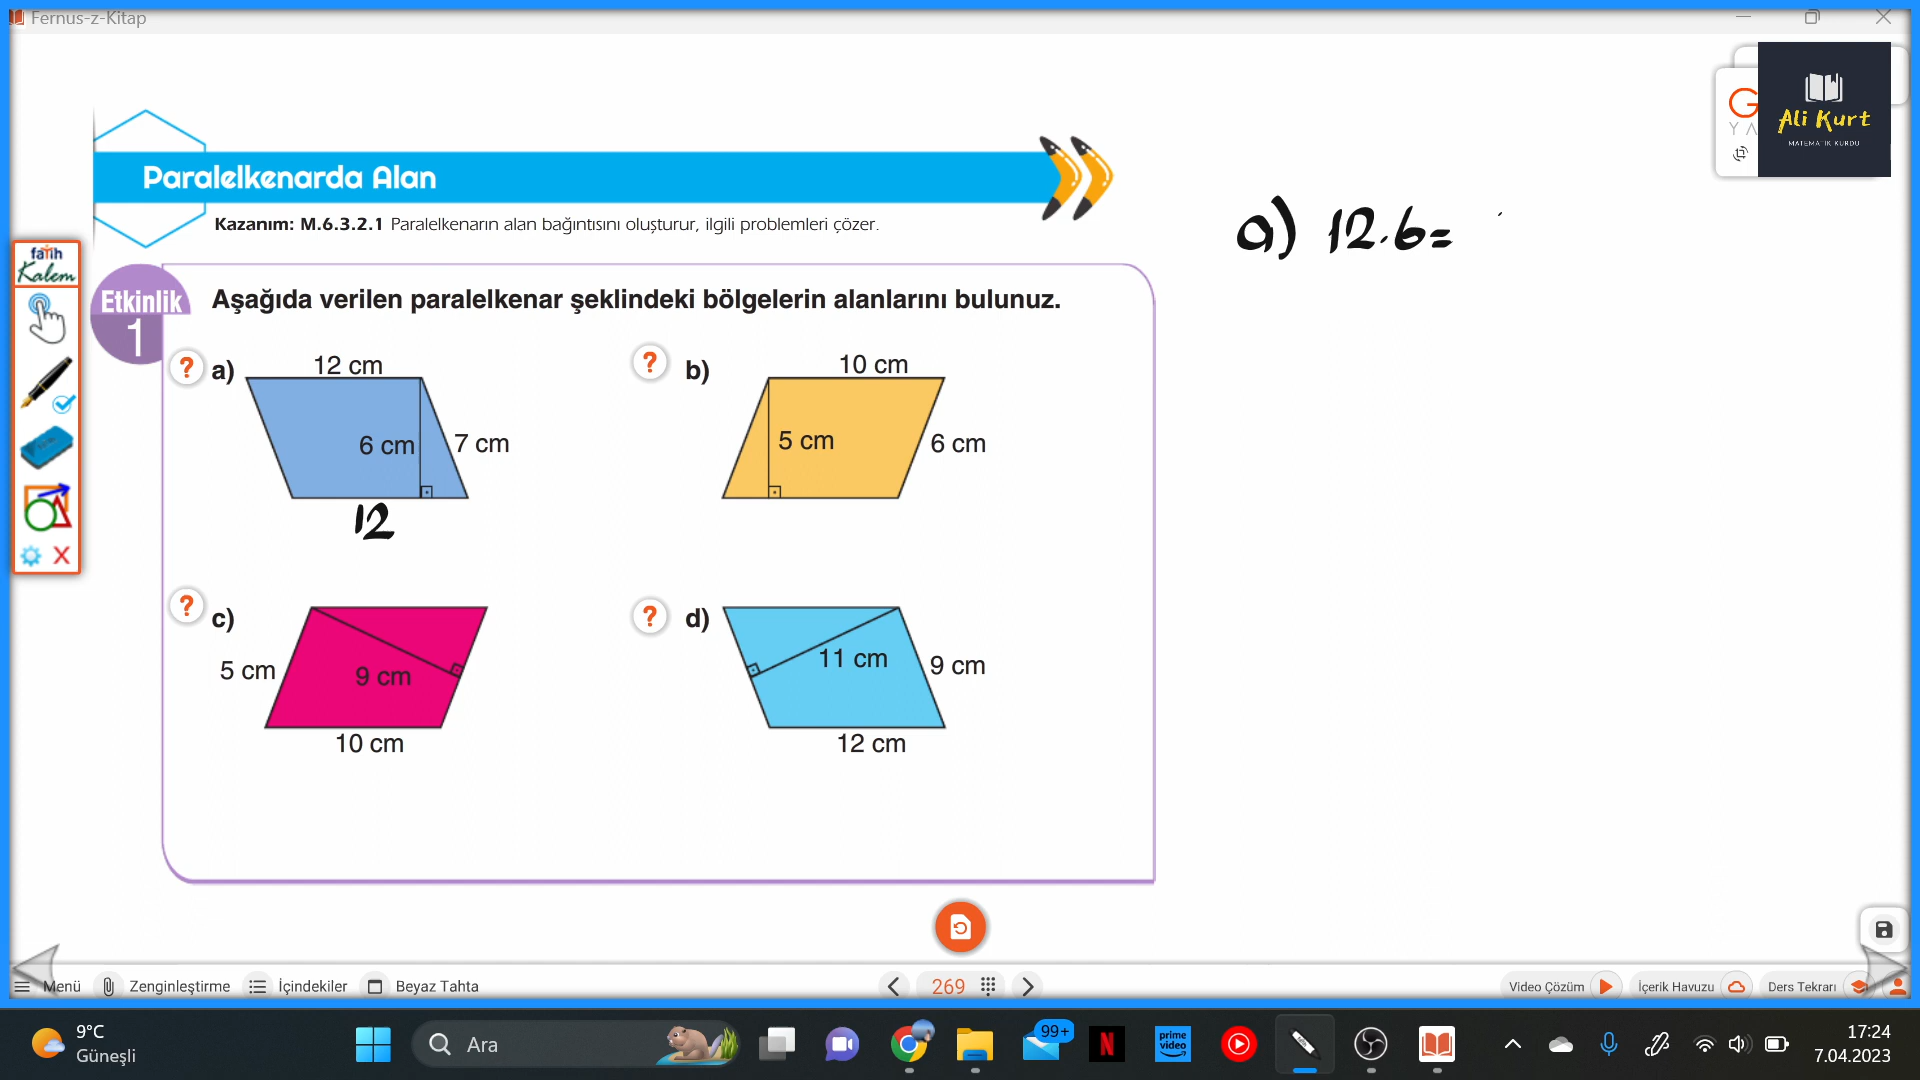 Fernus-z-Kitap
Ali Kurt
MATEMATİK KURDU
G
Y A
Paralelkenarda Alan
Kazanım: M.6.3.2.1 Paralelkenarın alan bağıntısını oluşturur, ilgili problemleri çözer.
a) 12.6=
fatih
Kalem
Etkinlik
1
Aşağıda verilen paralelkenar şeklindeki bölgelerin alanlarını bulunuz.
? a) 12 cm
6 cm 7 cm
12
? b) 10 cm
5 cm 6 cm
? c)
5 cm 9 cm
10 cm
? d)
11 cm 9 cm
12 cm
Menü Zenginleştirme İçindekiler Beyaz Tahta 269 Video Çözüm İçerik Havuzu Ders Tekrarı
9°C
Güneşli
Ara
99+
N
prime
video
17:24
7.04.2023